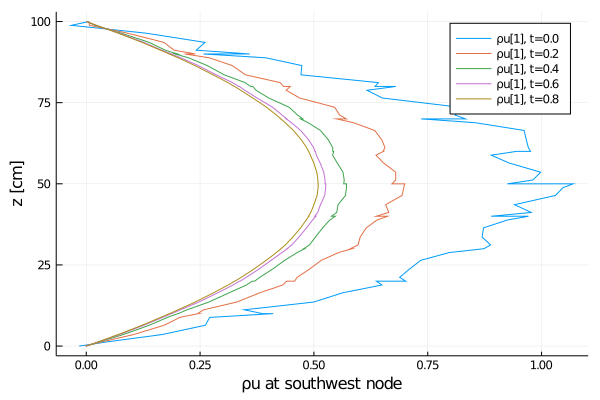 100
75
50
25
0
z [cm]
ρu[1], t=0.0
ρu[1], t=0.2
ρu[1], t=0.4
ρu[1], t=0.6
ρu[1], t=0.8
0.00 0.25 0.50 0.75 1.00
ρu at southwest node